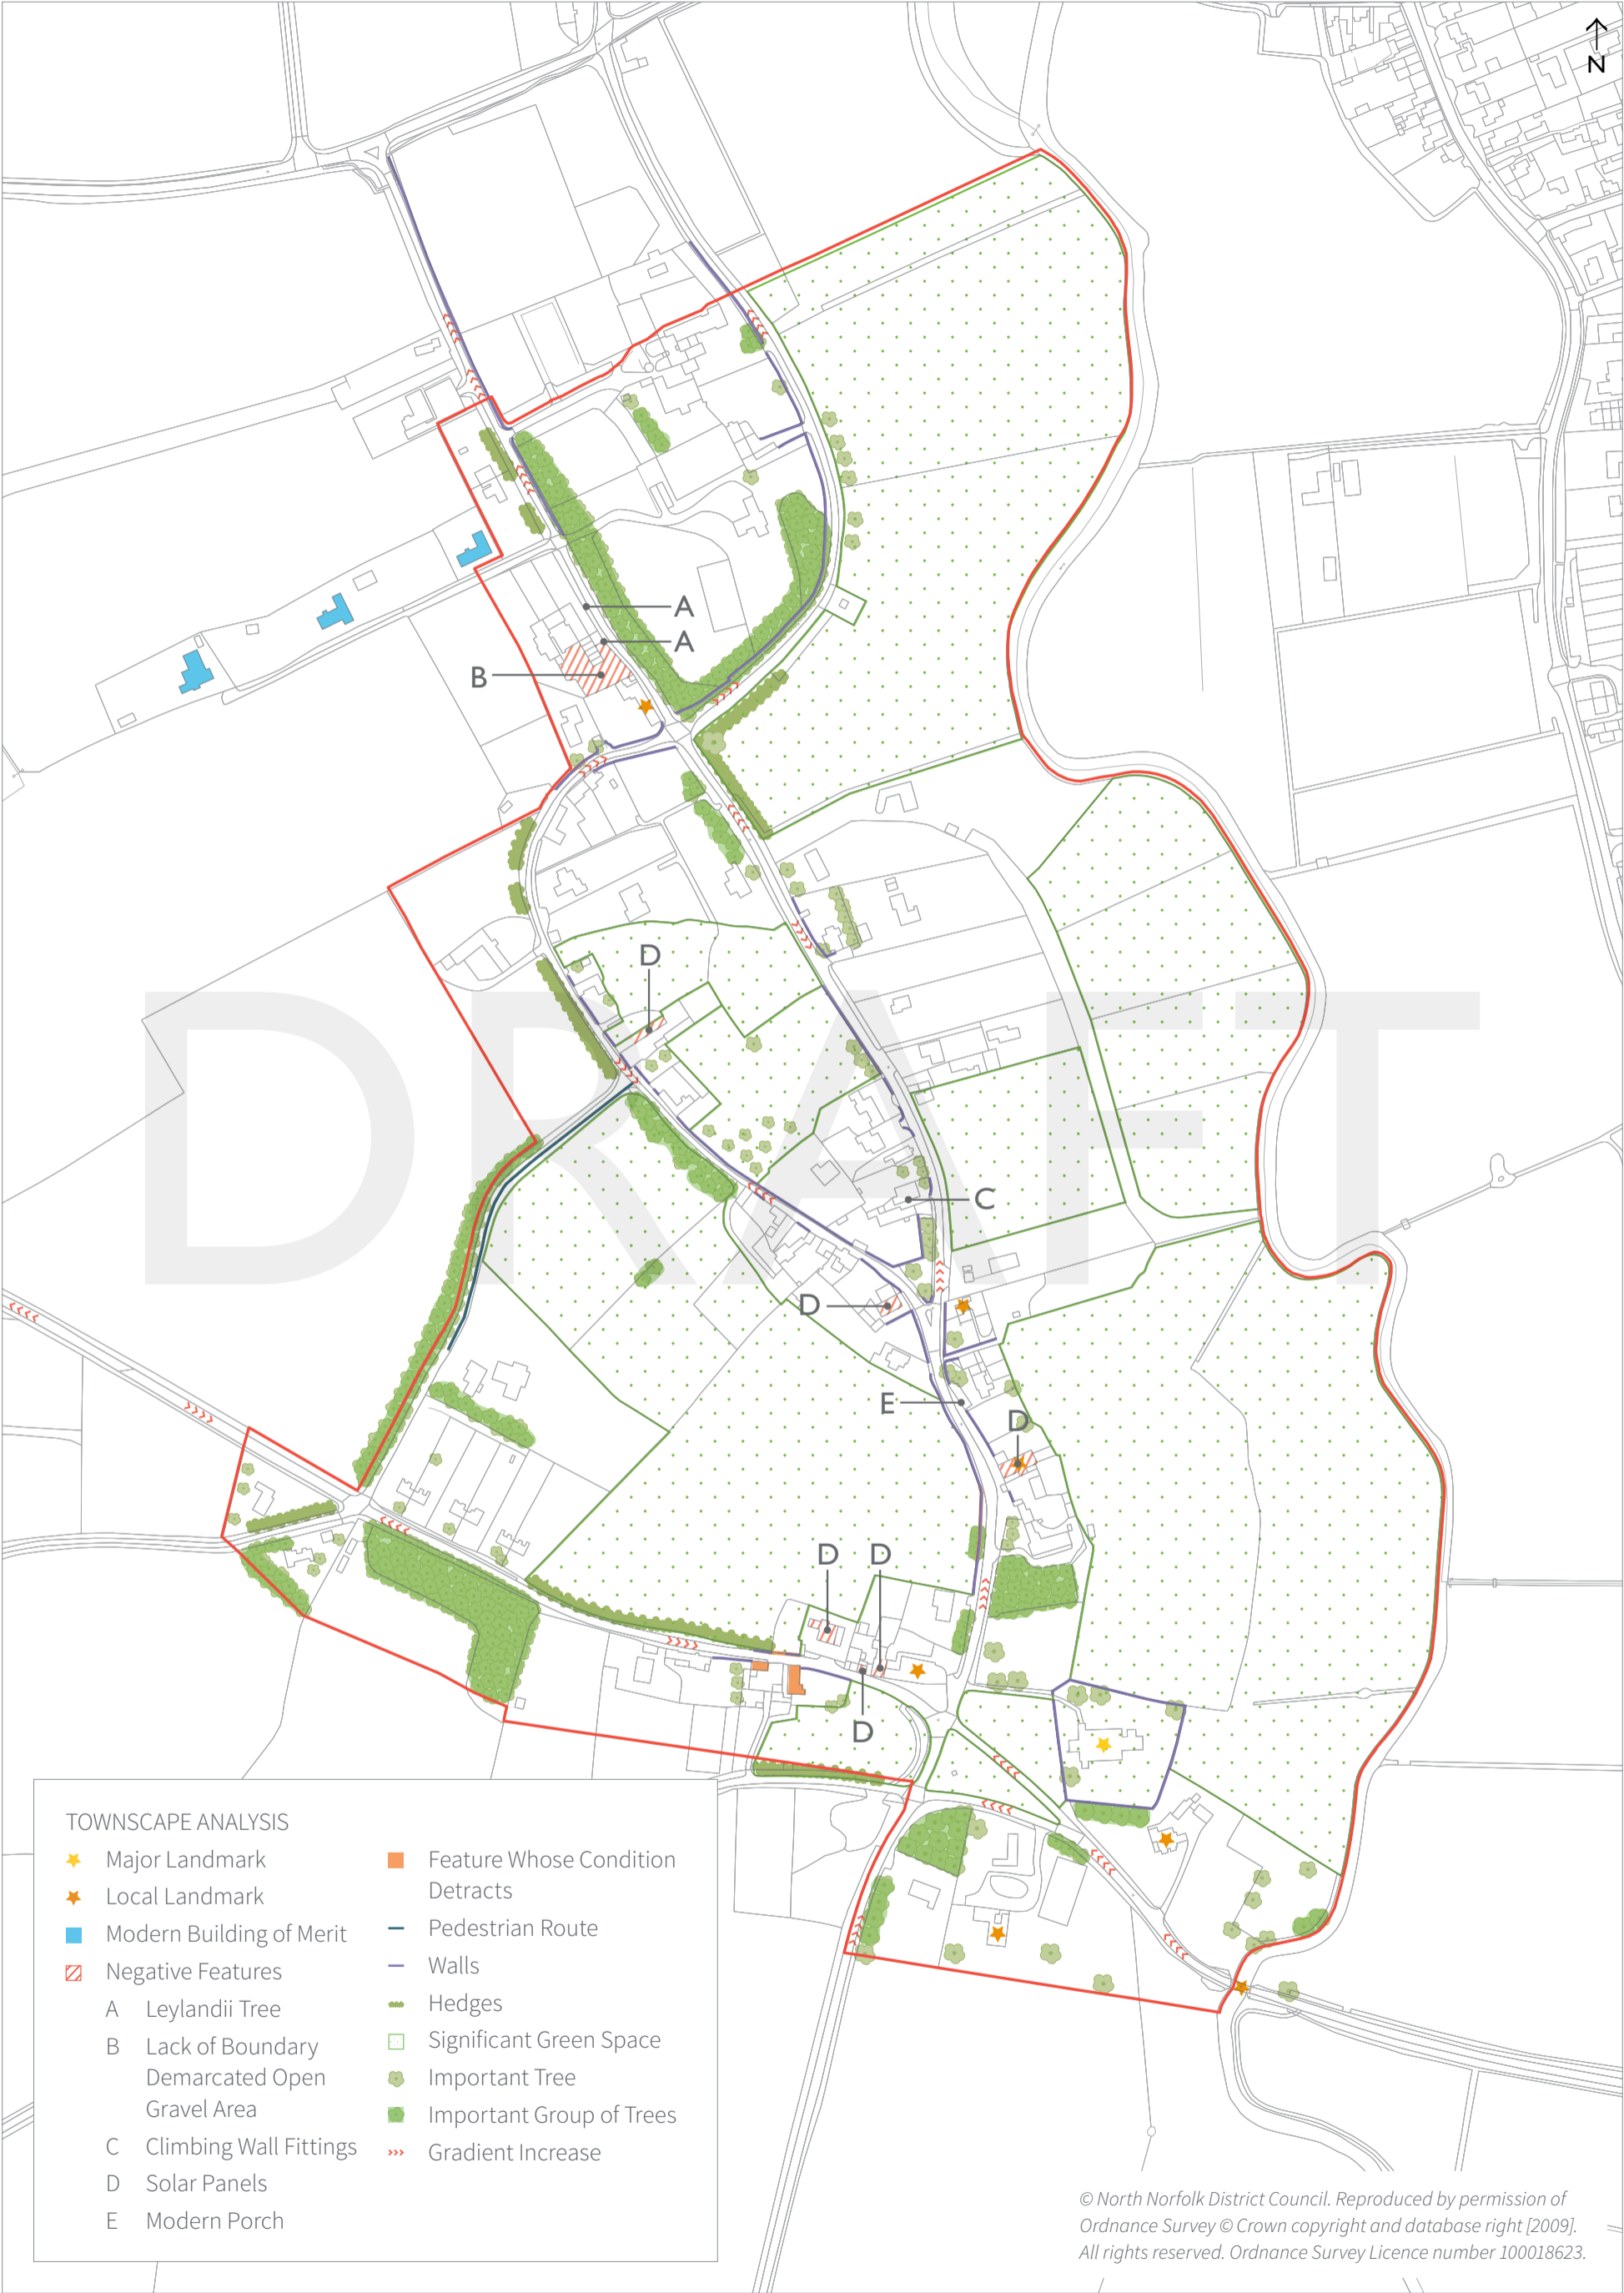 N
A
A
B
D
DRAFT
C
D
E
D
D
D
D
TOWNSCAPE ANALYSIS
Major Landmark
Local Landmark
Modern Building of Merit
Negative Features
A Leylandii Tree
B Lack of Boundary
Demarcated Open
Gravel Area
C Climbing Wall Fittings
D Solar Panels
E Modern Porch
Feature Whose Condition
Detracts
Pedestrian Route
Walls
Hedges
Significant Green Space
Important Tree
Important Group of Trees
Gradient Increase
© North Norfolk District Council. Reproduced by permission of
Ordnance Survey © Crown copyright and database right [2009].
All rights reserved. Ordnance Survey Licence number 100018623.